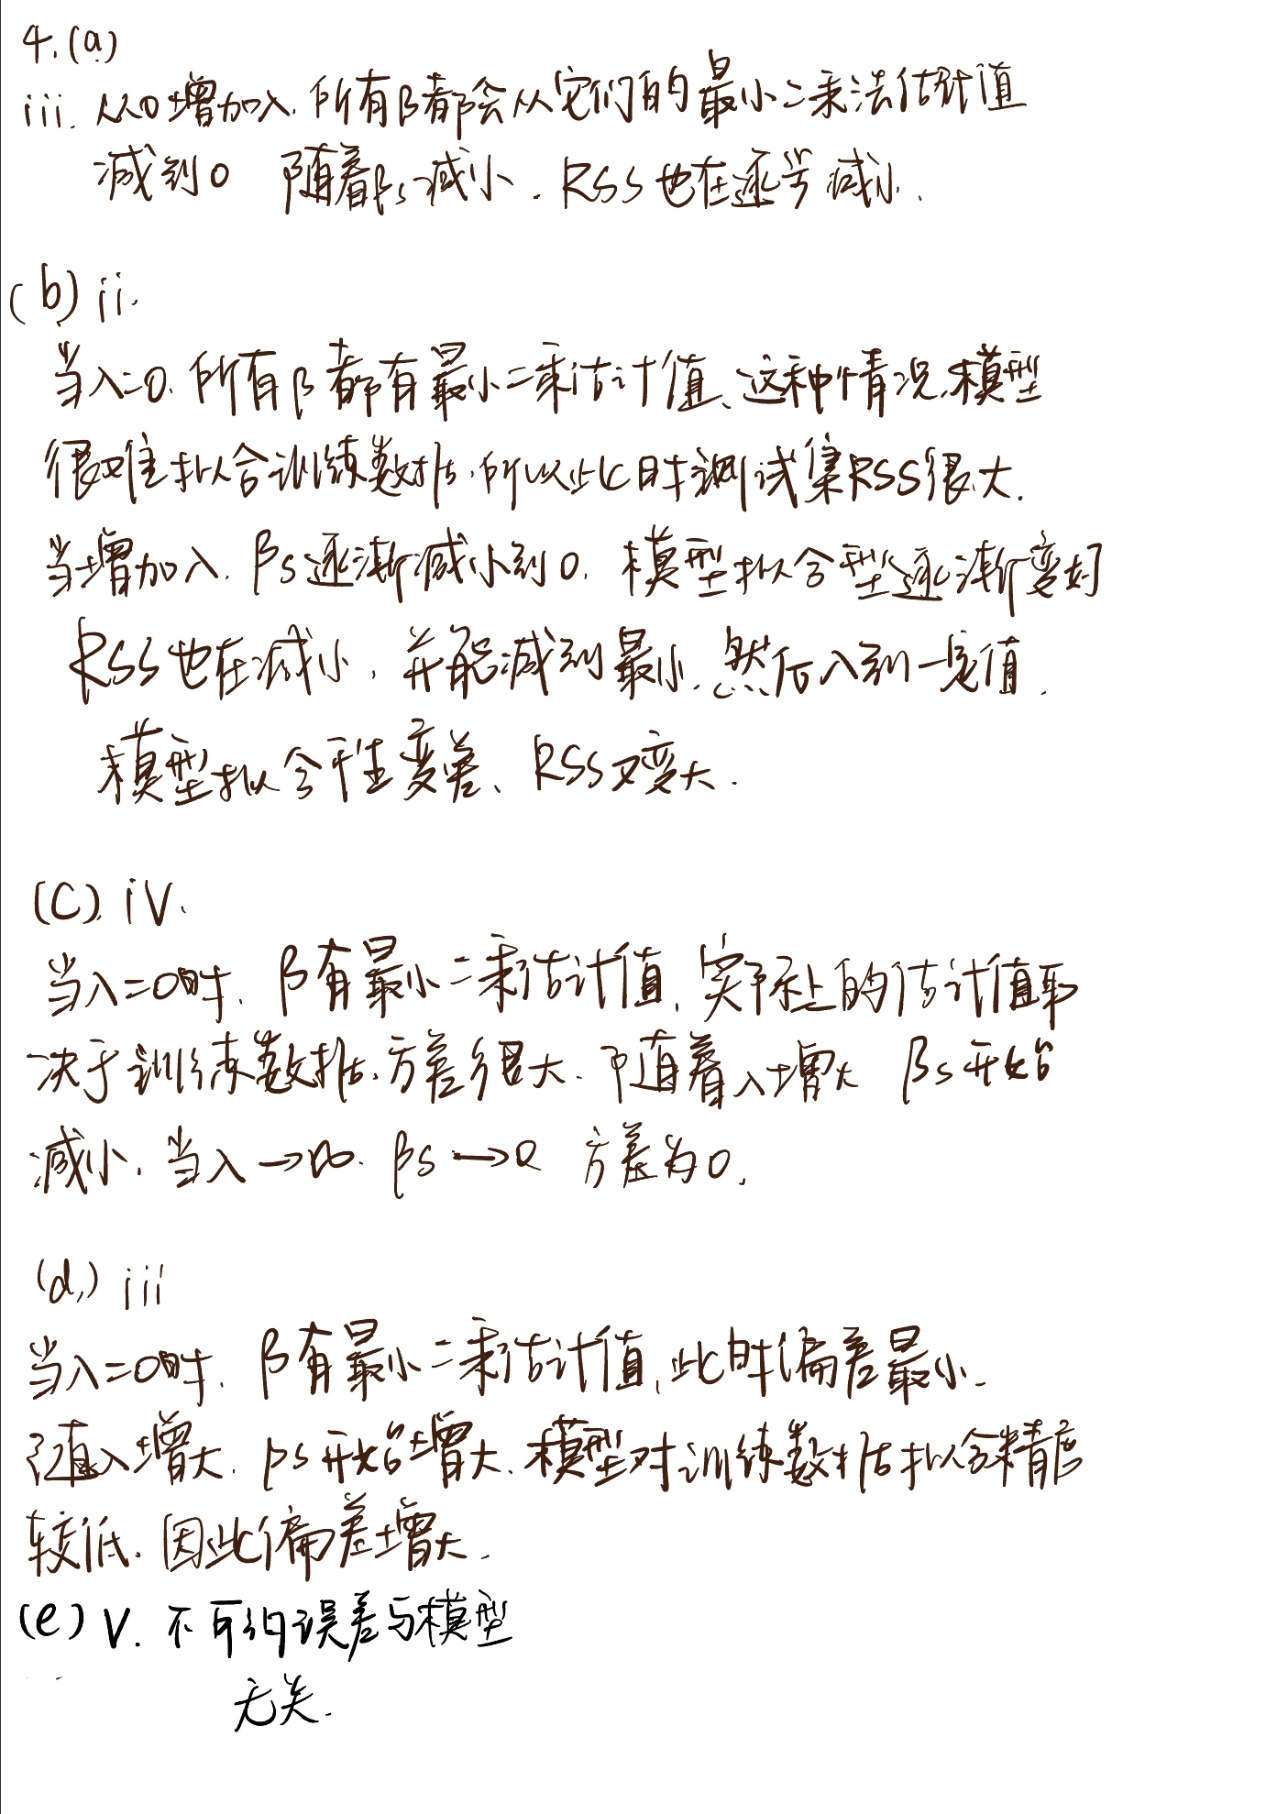 4.(a)
iii. 从0增加λ.所有β都会从它们的最小二乘法估计值
减到0 随着βs减小.RSS也在逐步减小.
(b) ii.
当λ=0.所有β都有最小二乘估计值、这种情况,模型
很难拟合训练数据,所以此时测试集RSS很大.
当增加λ.βs逐渐减小到0.模型拟合型逐渐变好
RSS也在减小,并能减到最小.然后λ到一定值.
模型拟合性变差、RSS又变大.
(C) iV.
当λ=0时.β有最小二乘估计值,实际上的估计值取
决于训练数据,方差很大.随着λ增大 βs开始
减小.当λ→∞.βs→0 方差为0.
(d) iii
当λ=0时.β有最小二乘估计值,此时偏差最小.
随λ增大.βs开始增大.模型对训练数据拟合精度
较低.因此偏差增大.
(e) V. 不可约误差与模型
无关.